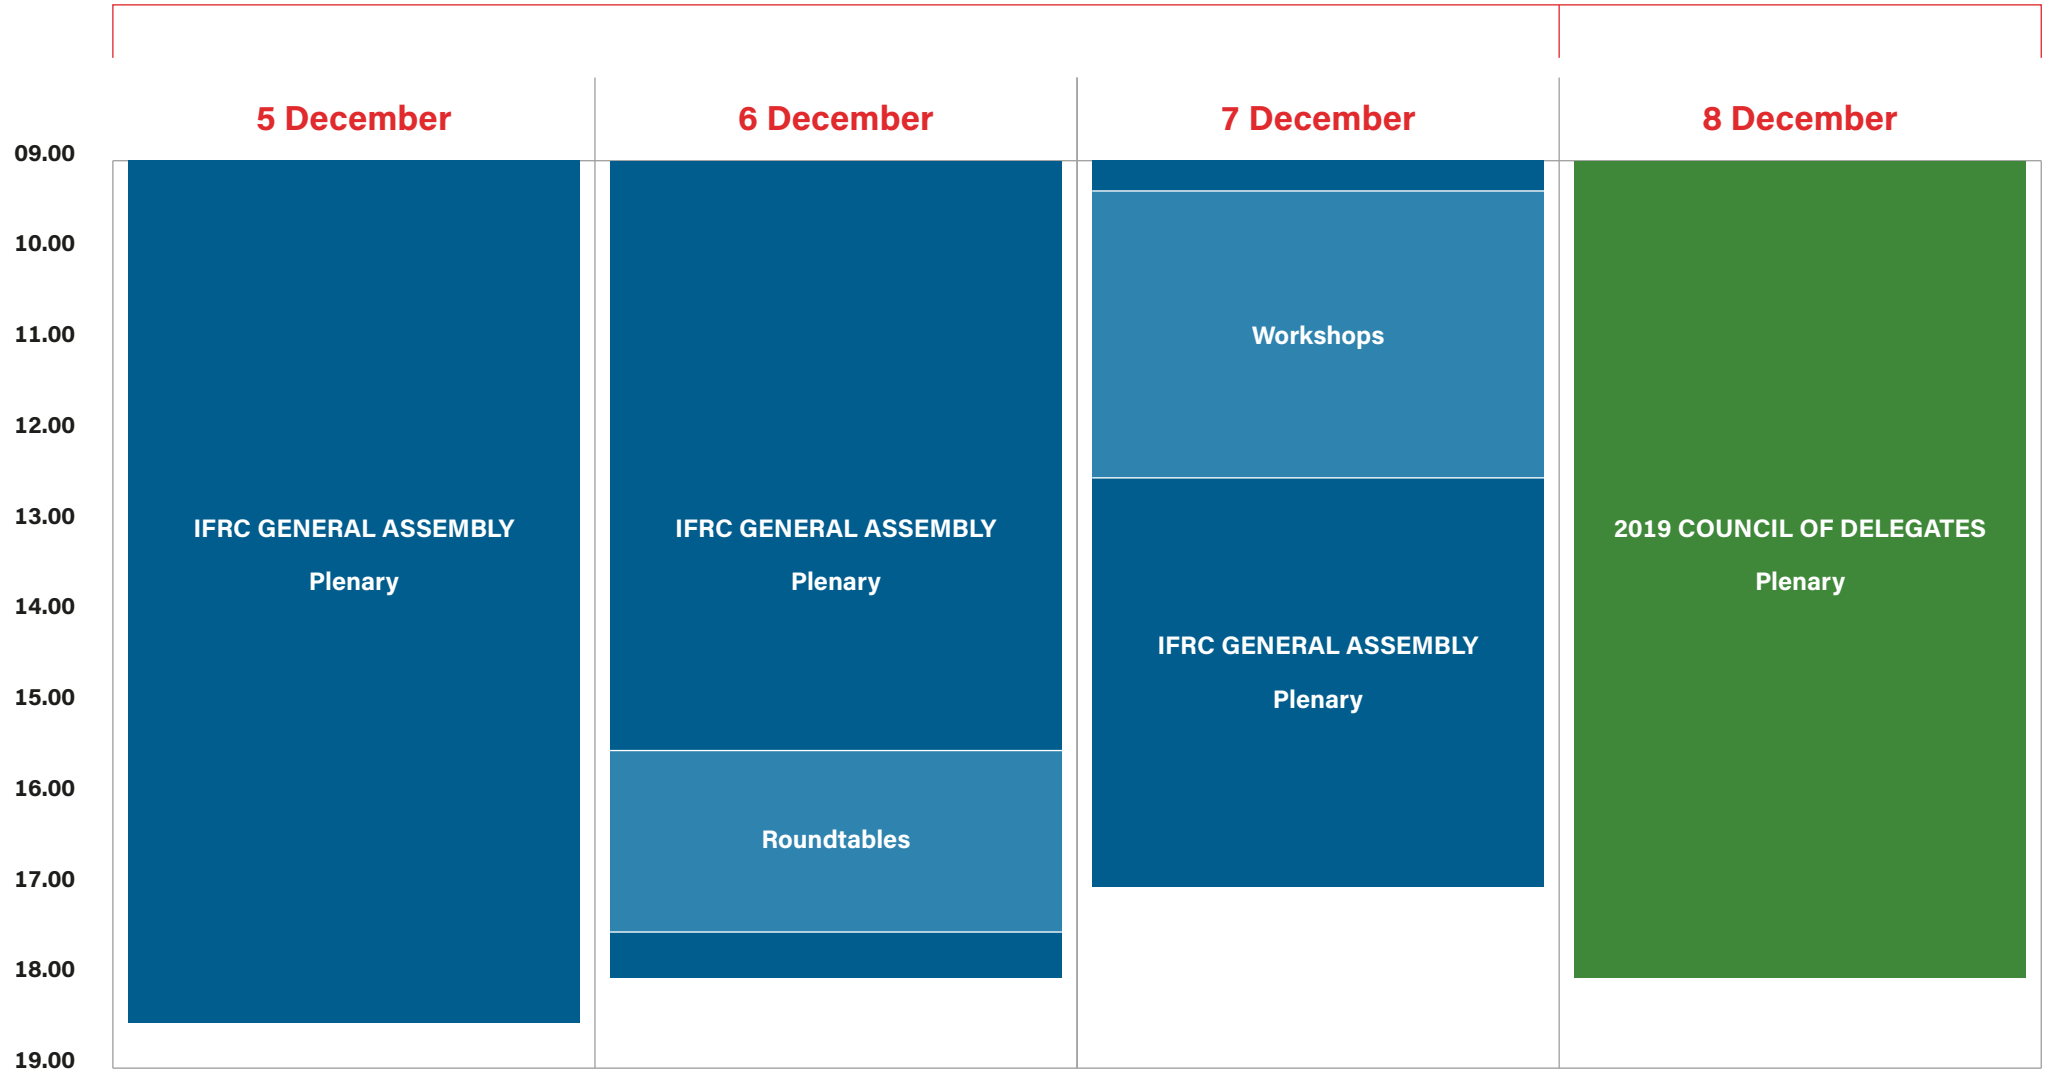 5 December
6 December
7 December
8 December
09.00
10.00
11.00
12.00
13.00
14.00
15.00
16.00
17.00
18.00
19.00
IFRC GENERAL ASSEMBLY
Plenary
IFRC GENERAL ASSEMBLY
Plenary
Roundtables
Workshops
IFRC GENERAL ASSEMBLY
Plenary
2019 COUNCIL OF DELEGATES
Plenary